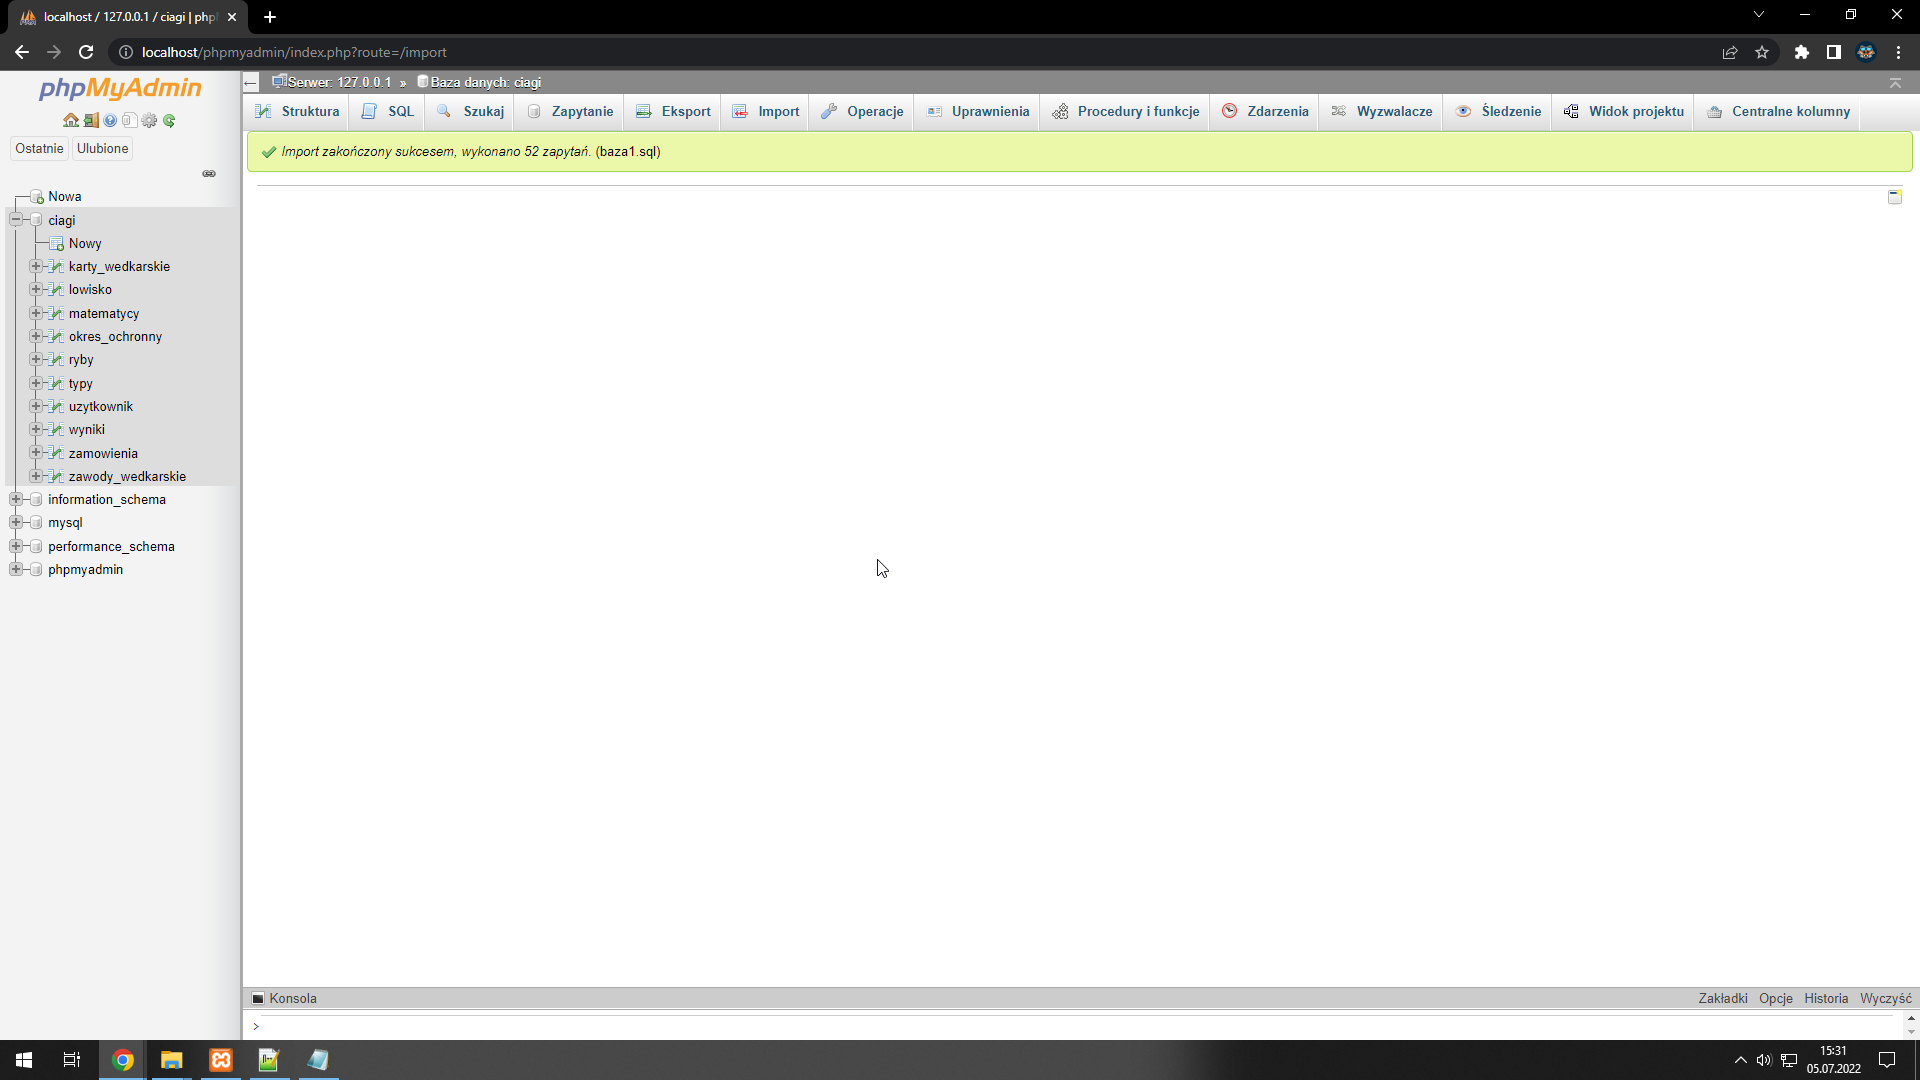 localhost / 127.0.0.1 / ciagi | php
localhost/phpmyadmin/index.php?route=/import
phpMyAdmin
Ostatnie Ulubione
Nowa
ciagi
Nowy
karty_wedkarskie
lowisko
matematycy
okres_ochronny
ryby
typy
uzytkownik
wyniki
zamowienia
zawody_wedkarskie
information_schema
mysql
performance_schema
phpmyadmin
Serwer: 127.0.0.1 » Baza danych: ciagi
Struktura SQL Szukaj Zapytanie Eksport Import Operacje Uprawnienia Procedury i funkcje Zdarzenia Wyzwalacze Śledzenie Widok projektu Centralne kolumny
Import zakończony sukcesem, wykonano 52 zapytań. (baza1.sql)
Konsola Zakładki Opcje Historia Wyczyść
>
15:31
05.07.2022